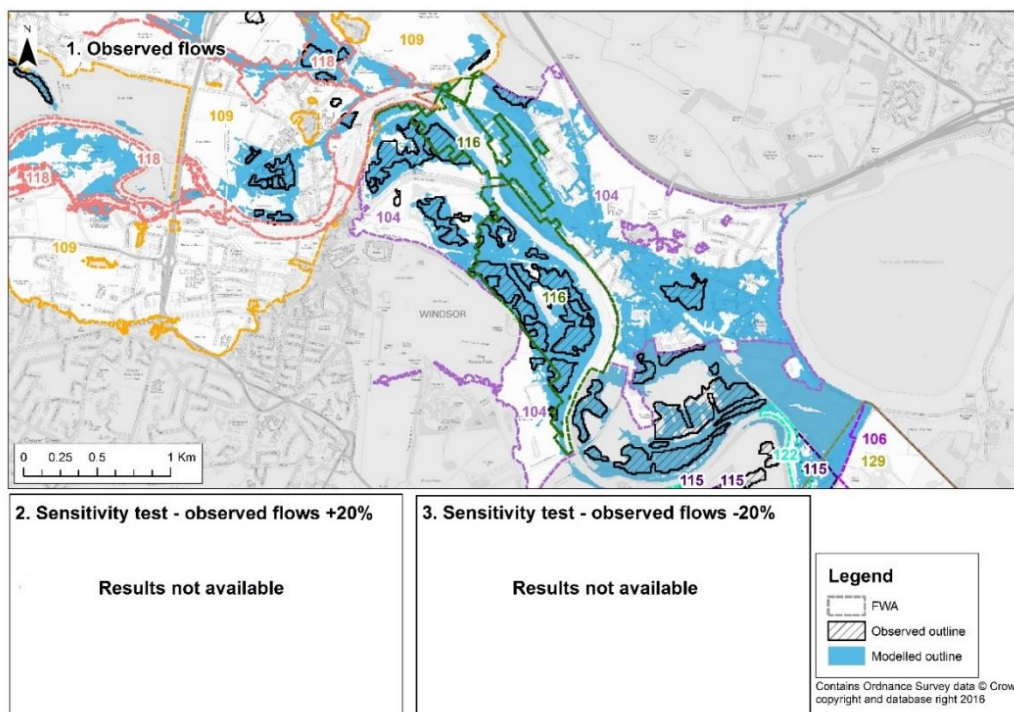 1. Observed flows
N
109
118
109
118
118
116
104
104
109
WINDSOR
116
104
106
129
122
115
115
115
0 0.5 1 Km
2. Sensitivity test - observed flows +20%
Results not available
3. Sensitivity test - observed flows -20%
Results not available
Legend
FWA
Observed outline
Modelled outline
Contains Ordnance Survey data © Crow
copyright and database right 2016